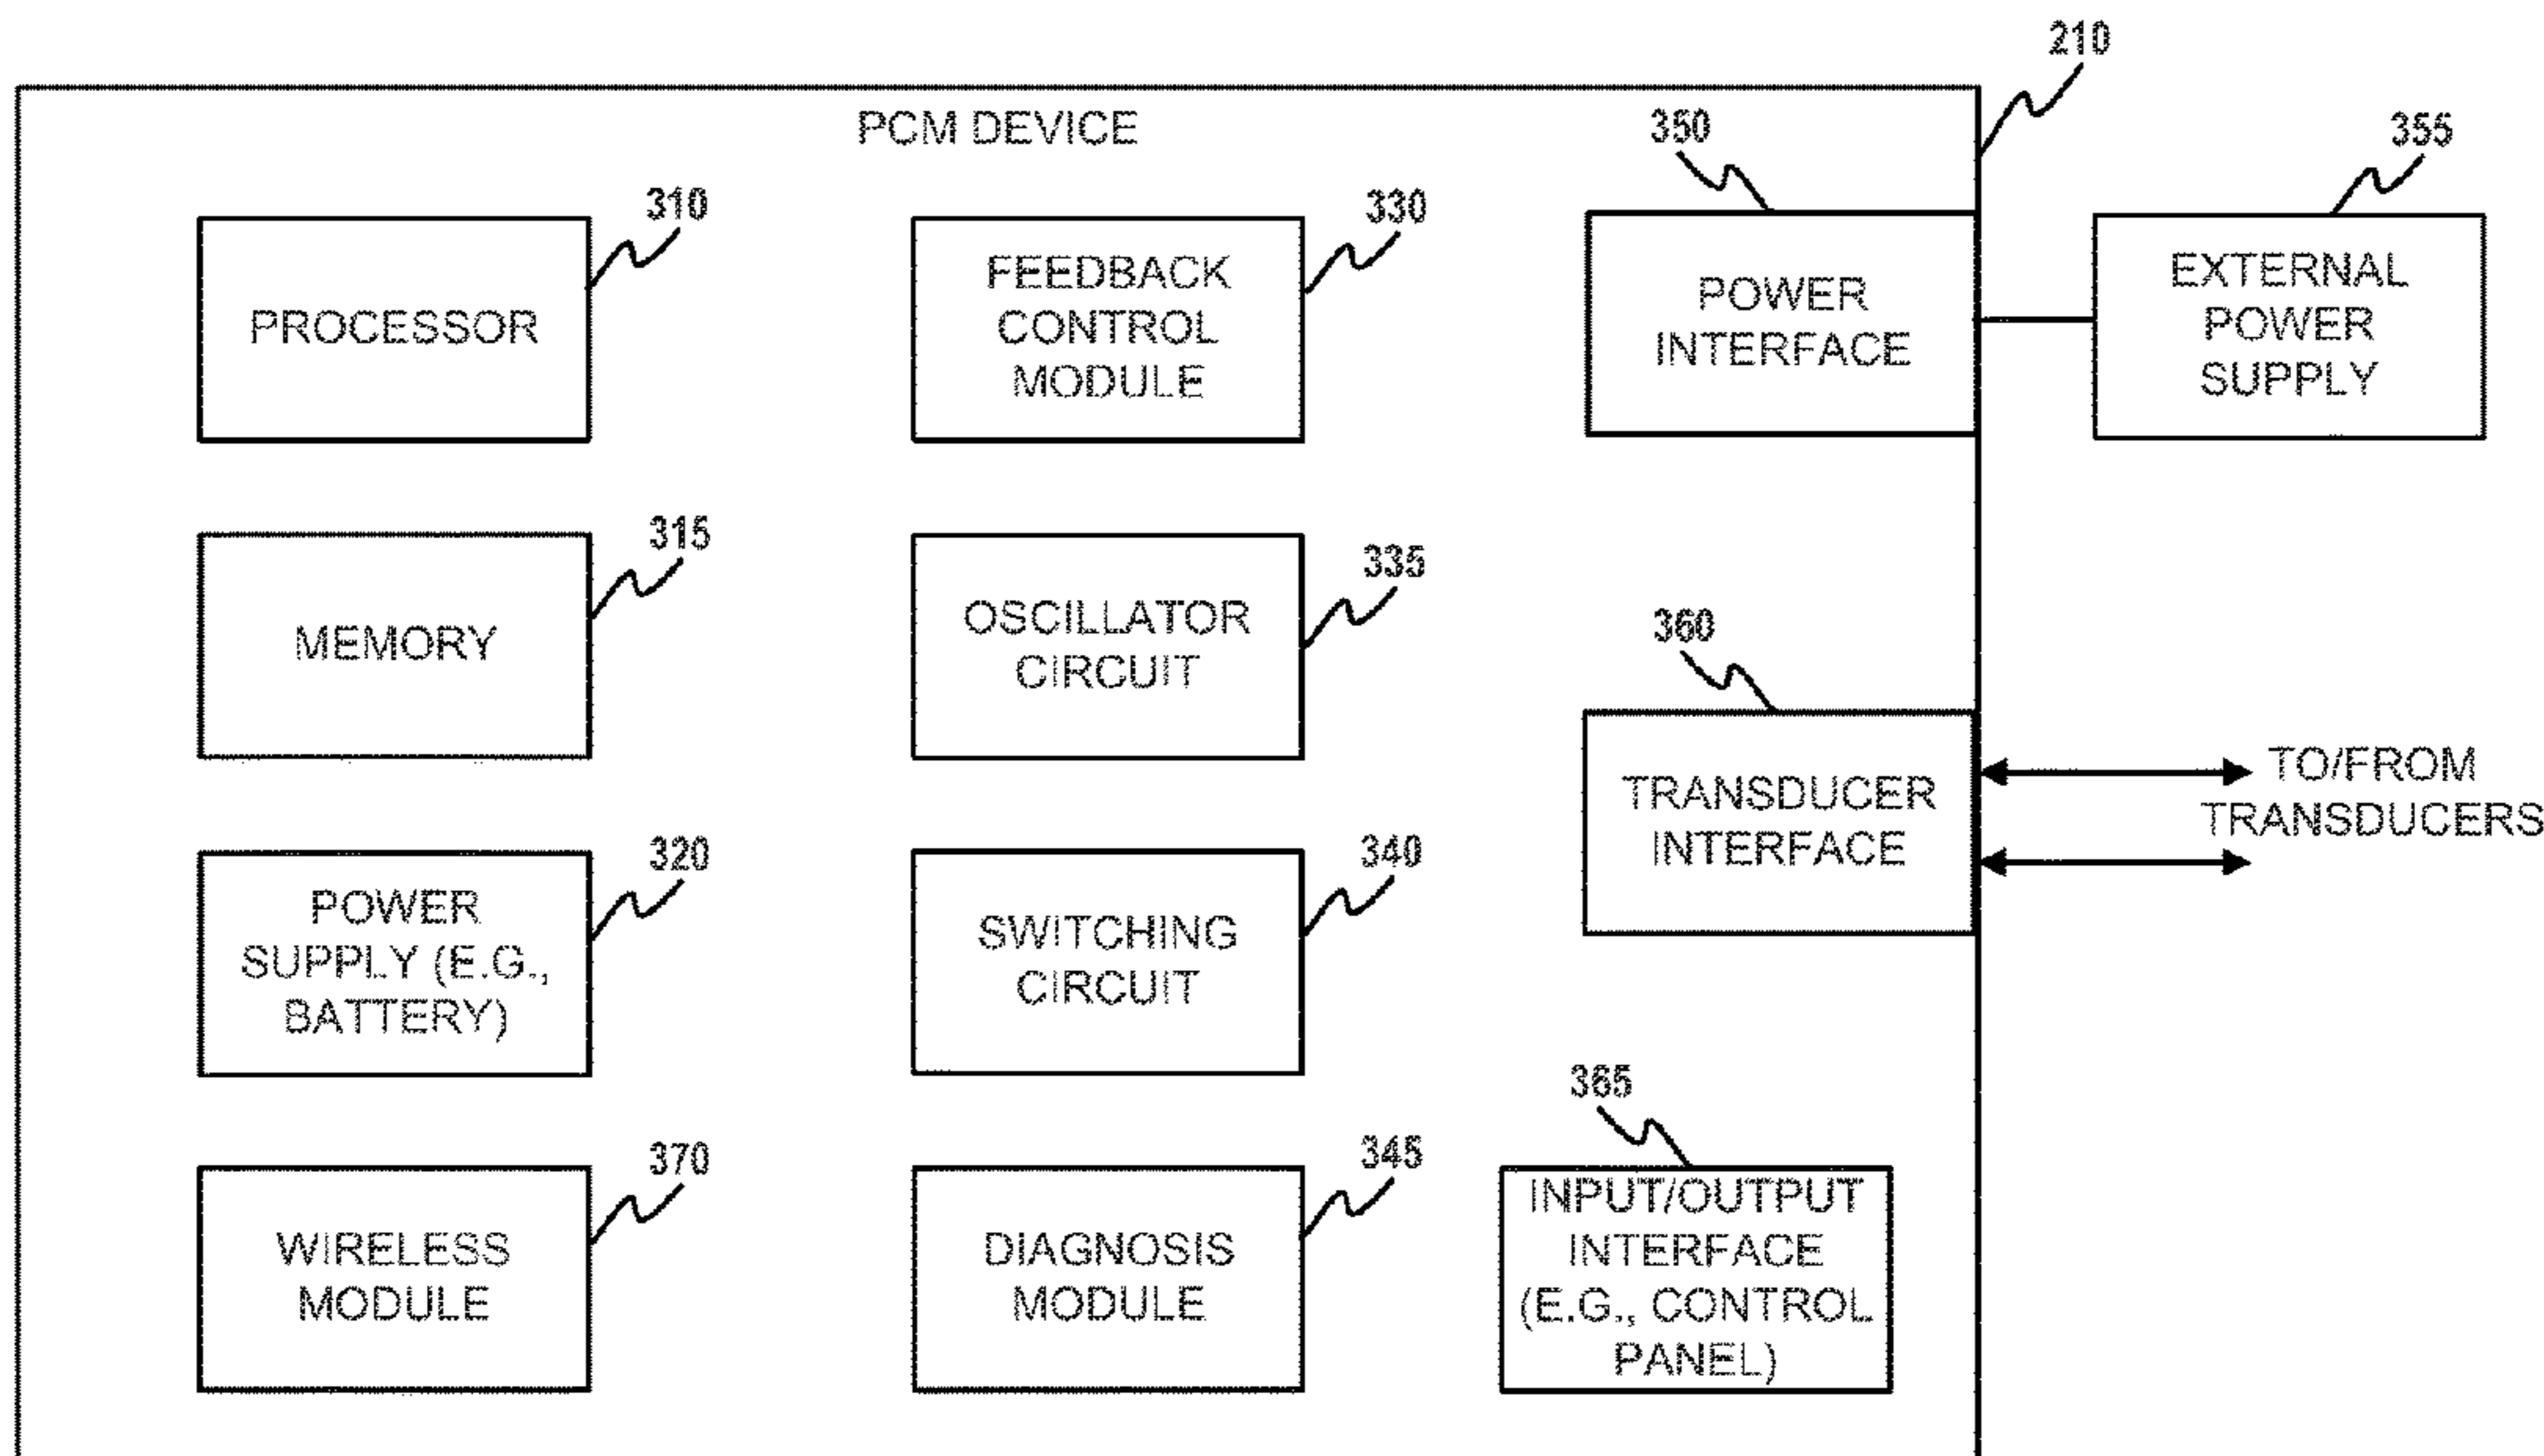 210
PCM DEVICE
350
355
310
330
PROCESSOR
FEEDBACK
CONTROL
MODULE
POWER
INTERFACE
EXTERNAL
POWER
SUPPLY
315
335
MEMORY
OSCILLATOR
CIRCUIT
360
TRANSDUCER
INTERFACE
TO/FROM
TRANSDUCERS
320
340
POWER
SUPPLY (E.G.,
BATTERY)
SWITCHING
CIRCUIT
365
370
345
WIRELESS
MODULE
DIAGNOSIS
MODULE
INPUT/OUTPUT
INTERFACE
(E.G., CONTROL
PANEL)